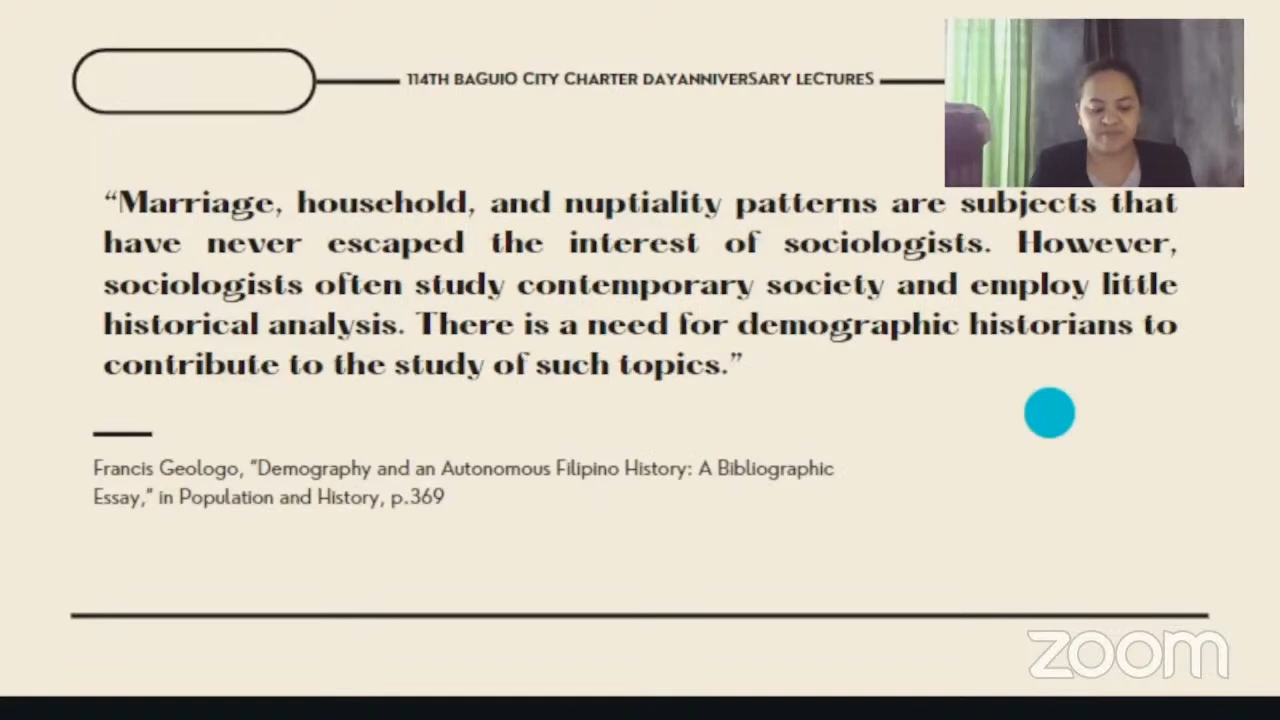 114TH BAGUIO CITY CHARTER DAYANNIVERSARY LECTURES
“Marriage, household, and nuptiality patterns are subjects that
have never escaped the interest of sociologists. However,
sociologists often study contemporary society and employ little
historical analysis. There is a need for demographic historians to
contribute to the study of such topics.”
Francis Geologo, “Demography and an Autonomous Filipino History: A Bibliographic
Essay,” in Population and History, p.369
zoom